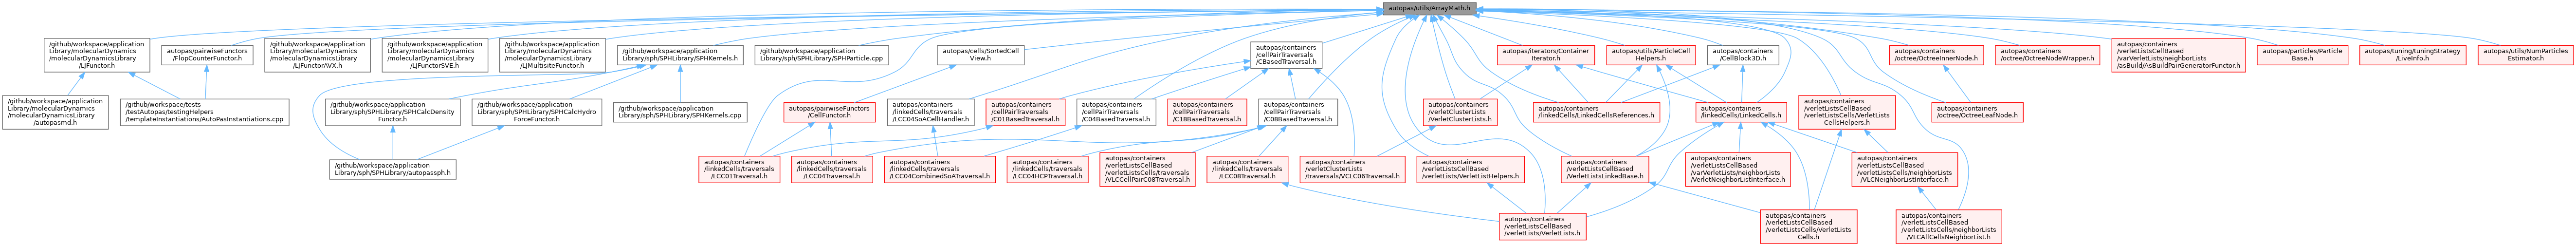 autopas/utils/ArrayMath.h
/github/workspace/application
Library/molecularDynamics
/molecularDynamicsLibrary
/LJFunctor.h
autopas/pairwiseFunctors
/FlopCounterFunctor.h
/github/workspace/application
Library/molecularDynamics
/molecularDynamicsLibrary
/LJFunctorAVX.h
/github/workspace/application
Library/molecularDynamics
/molecularDynamicsLibrary
/LJFunctorSVE.h
/github/workspace/application
Library/molecularDynamics
/molecularDynamicsLibrary
/LJMultisiteFunctor.h
/github/workspace/application
Library/sph/SPHLibrary/SPHKernels.h
/github/workspace/application
Library/sph/SPHLibrary/SPHParticle.cpp
autopas/cells/SortedCell
View.h
autopas/containers
/cellPairTraversals
/CBasedTraversal.h
autopas/iterators/Container
Iterator.h
autopas/utils/ParticleCell
Helpers.h
autopas/containers
/CellBlock3D.h
autopas/containers
/octree/OctreeInnerNode.h
autopas/containers
/octree/OctreeNodeWrapper.h
autopas/containers
/verletListsCellBased
/varVerletLists/neighborLists
/asBuild/AsBuildPairGeneratorFunctor.h
autopas/particles/Particle
Base.h
autopas/tuning/tuningStrategy
/LiveInfo.h
autopas/utils/NumParticles
Estimator.h
/github/workspace/application
Library/molecularDynamics
/molecularDynamicsLibrary
/autopasmd.h
/github/workspace/tests
/testAutopas/testingHelpers
/templateInstantiations/AutoPasInstantiations.cpp
/github/workspace/application
Library/sph/SPHLibrary/SPHCalcDensity
Functor.h
/github/workspace/application
Library/sph/SPHLibrary/SPHCalcHydro
ForceFunctor.h
/github/workspace/application
Library/sph/SPHLibrary/SPHKernels.cpp
autopas/pairwiseFunctors
/CellFunctor.h
autopas/containers
/linkedCells/traversals
/LCC04SoACellHandler.h
autopas/containers
/cellPairTraversals
/C01BasedTraversal.h
autopas/containers
/cellPairTraversals
/C04BasedTraversal.h
autopas/containers
/cellPairTraversals
/C18BasedTraversal.h
autopas/containers
/cellPairTraversals
/C08BasedTraversal.h
autopas/containers
/verletClusterLists
/VerletClusterLists.h
autopas/containers
/linkedCells/LinkedCellsReferences.h
autopas/containers
/linkedCells/LinkedCells.h
autopas/containers
/verletListsCellBased
/verletListsCells/VerletLists
CellsHelpers.h
autopas/containers
/octree/OctreeLeafNode.h
/github/workspace/application
Library/sph/SPHLibrary/autopassph.h
autopas/containers
/linkedCells/traversals
/LCC01Traversal.h
autopas/containers
/linkedCells/traversals
/LCC04Traversal.h
autopas/containers
/linkedCells/traversals
/LCC04CombinedSoATraversal.h
autopas/containers
/linkedCells/traversals
/LCC04HCPTraversal.h
autopas/containers
/verletListsCellBased
/verletListsCells/traversals
/VLCCellPairC08Traversal.h
autopas/containers
/linkedCells/traversals
/LCC08Traversal.h
autopas/containers
/verletClusterLists
/traversals/VCLC06Traversal.h
autopas/containers
/verletListsCellBased
/verletLists/VerletListHelpers.h
autopas/containers
/verletListsCellBased
/VerletListsLinkedBase.h
autopas/containers
/verletListsCellBased
/varVerletLists/neighborLists
/VerletNeighborListInterface.h
autopas/containers
/verletListsCellBased
/verletListsCells/neighborLists
/VLCNeighborListInterface.h
autopas/containers
/verletListsCellBased
/verletLists/VerletLists.h
autopas/containers
/verletListsCellBased
/verletListsCells/VerletLists
Cells.h
autopas/containers
/verletListsCellBased
/verletListsCells/neighborLists
/VLCAllCellsNeighborList.h